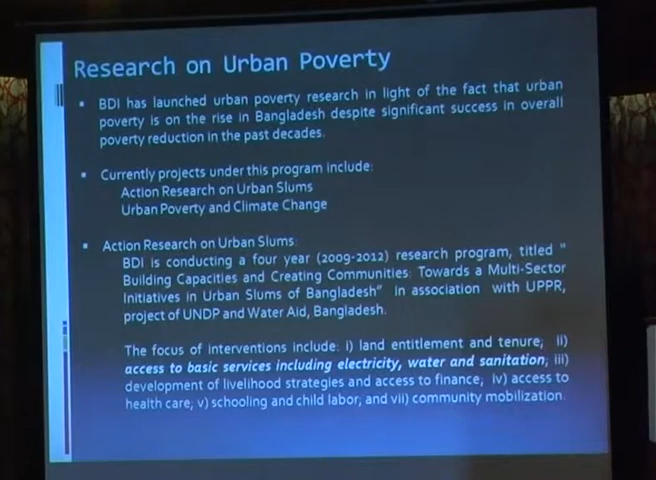 Research on Urban Poverty
▪ BDI has launched urban poverty research in light of the fact that urban
poverty is on the rise in Bangladesh despite significant success in overall
poverty reduction in the past decades.
▪ Currently projects under this program include:
Action Research on Urban Slums
Urban Poverty and Climate Change
▪ Action Research on Urban Slums:
BDI is conducting a four year (2009-2012) research program, titled "
Building Capacities and Creating Communities: Towards a Multi-Sector
Initiatives in Urban Slums of Bangladesh" in association with UPPR,
project of UNDP and Water Aid, Bangladesh.
The focus of interventions include: i) land entitlement and tenure; ii)
access to basic services including electricity, water and sanitation; iii)
development of livelihood strategies and access to finance; iv) access to
health care; v) schooling and child labor; and vii) community mobilization.